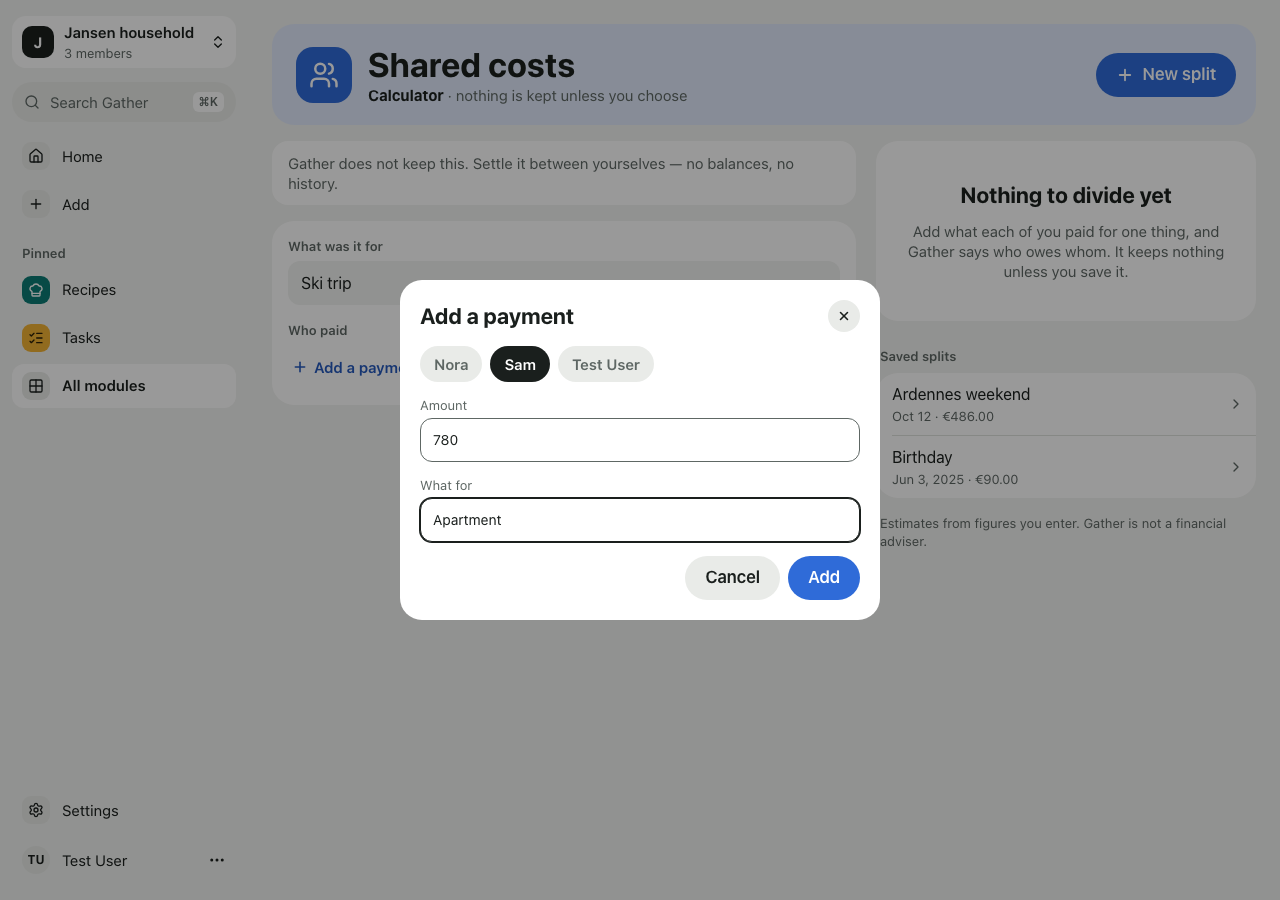 J
Jansen household
3 members
Search Gather
⌘K
Home
Add
Pinned
Recipes
Tasks
All modules
Settings
TU
Test User
Shared costs
Calculator · nothing is kept unless you choose
New split
Gather does not keep this. Settle it between yourselves — no balances, no
history.
What was it for
Ski trip
Who paid
Add a payme
Nothing to divide yet
Add what each of you paid for one thing, and
Gather says who owes whom. It keeps nothing
unless you save it.
Saved splits
Ardennes weekend
Oct 12 · €486.00
Birthday
Jun 3, 2025 · €90.00
Estimates from figures you enter. Gather is not a financial
adviser.
Add a payment
Nora
Sam
Test User
Amount
780
What for
Apartment
Cancel
Add